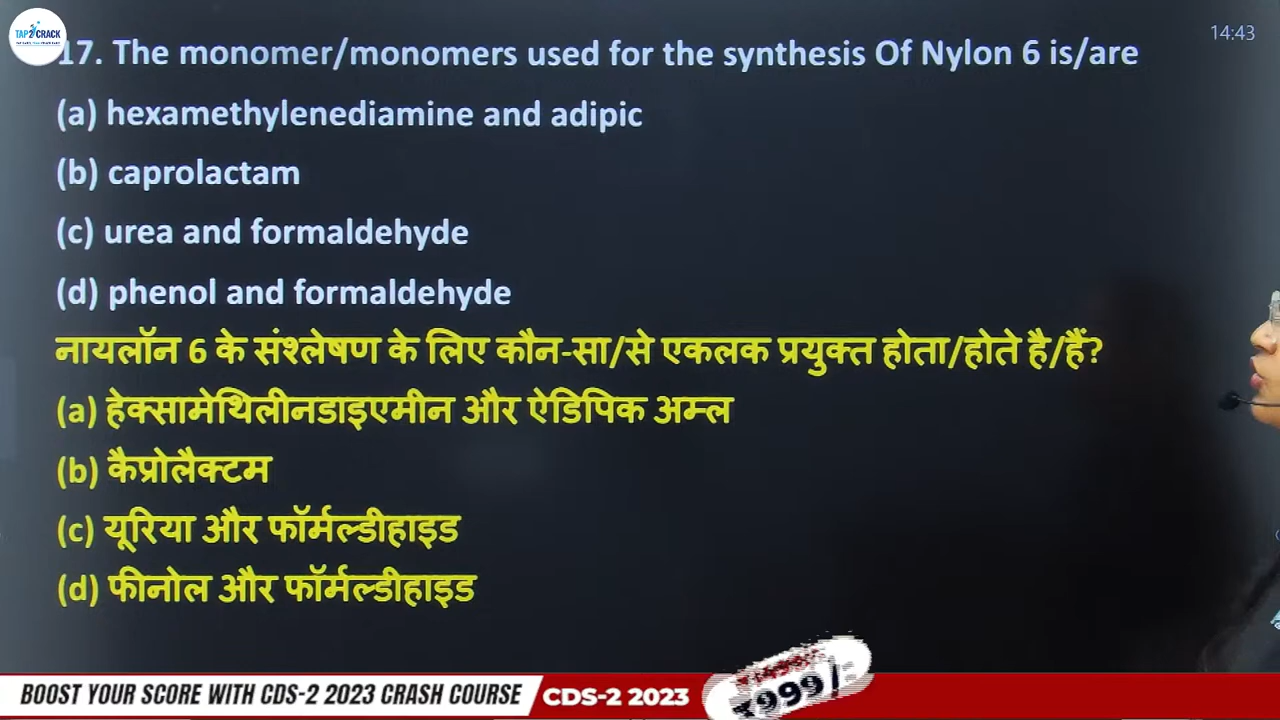 TAP2CRACK
14:43
17. The monomer/monomers used for the synthesis Of Nylon 6 is/are
(a) hexamethylenediamine and adipic
(b) caprolactam
(c) urea and formaldehyde
(d) phenol and formaldehyde
नायलॉन 6 के संश्लेषण के लिए कौन-सा/से एकलक प्रयुक्त होता/होते है/हैं?
(a) हेक्सामेथिलीनडाइएमीन और ऐडिपिक अम्ल
(b) कैप्रोलैक्टम
(c) यूरिया और फॉर्मल्डीहाइड
(d) फीनोल और फॉर्मल्डीहाइड
BOOST YOUR SCORE WITH CDS-2 2023 CRASH COURSE
CDS-2 2023
₹999/-